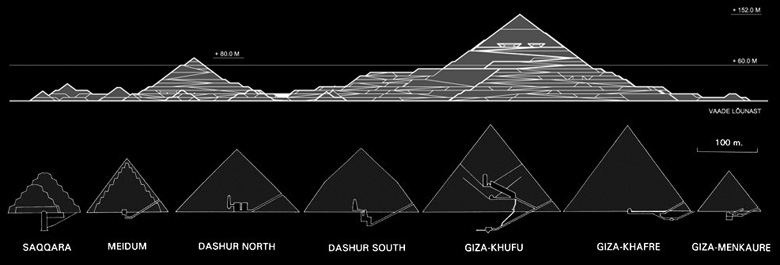 + 152.0 M
+ 80.0 M
+ 60.0 M
VAADE LÕUNAST
100 m.
SAQQARA
MEIDUM
DASHUR NORTH
DASHUR SOUTH
GIZA-KHUFU
GIZA-KHAFRE
GIZA-MENKAURE